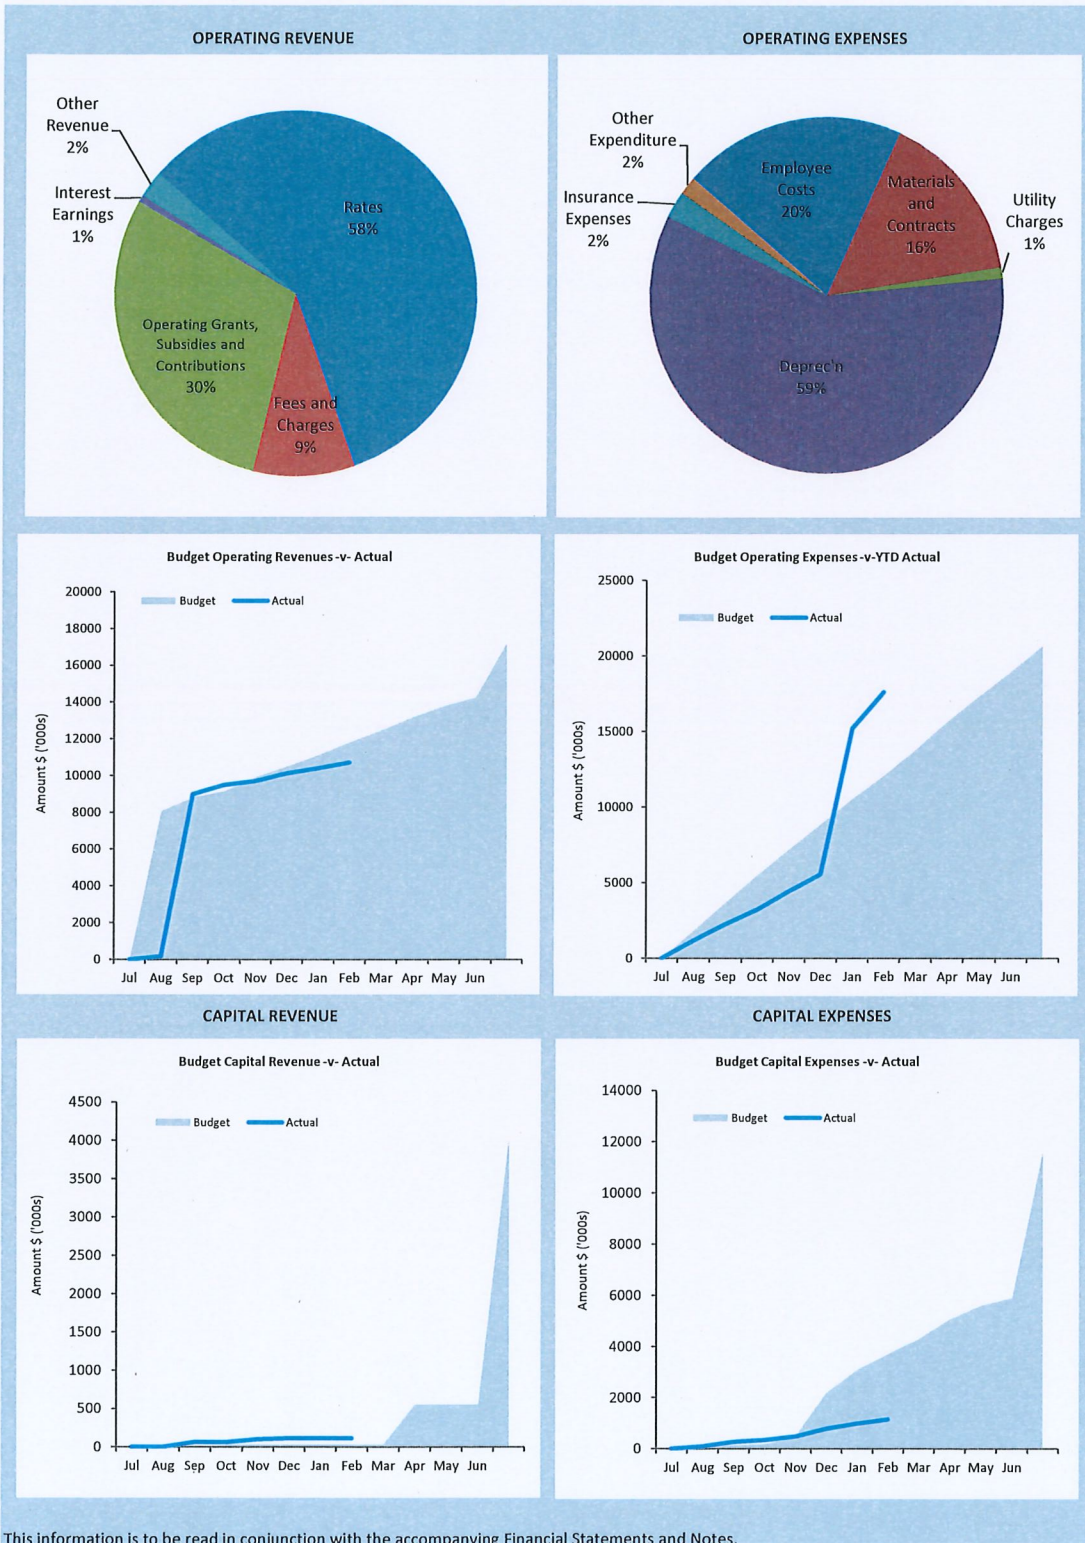 OPERATING REVENUE
Other
Revenue
2%
Interest
Earnings
1%
Rates
58%
Operating Grants,
Subsidies and
Contributions
30%
Fees and
Charges
9%
OPERATING EXPENSES
Other
Expenditure
2%
Insurance
Expenses
2%
Employee
Costs
20%
Materials
and
Contracts
16%
Utility
Charges
1%
Deprec'n
59%
Budget Operating Revenues -v- Actual
Budget Actual
Amount $ ('000s)
20000
18000
16000
14000
12000
10000
8000
6000
4000
2000
0
Jul Aug Sep Oct Nov Dec Jan Feb Mar Apr May Jun
Budget Operating Expenses -v-YTD Actual
Budget Actual
Amount $ ('000s)
25000
20000
15000
10000
5000
0
Jul Aug Sep Oct Nov Dec Jan Feb Mar Apr May Jun
CAPITAL REVENUE
Budget Capital Revenue -v- Actual
Budget Actual
Amount $ ('000s)
4500
4000
3500
3000
2500
2000
1500
1000
500
0
Jul Aug Sep Oct Nov Dec Jan Feb Mar Apr May Jun
CAPITAL EXPENSES
Budget Capital Expenses -v- Actual
Budget Actual
Amount $ ('000s)
14000
12000
10000
8000
6000
4000
2000
0
Jul Aug Sep Oct Nov Dec Jan Feb Mar Apr May Jun
This information is to be read in conjunction with the accompanying Financial Statements and Notes.